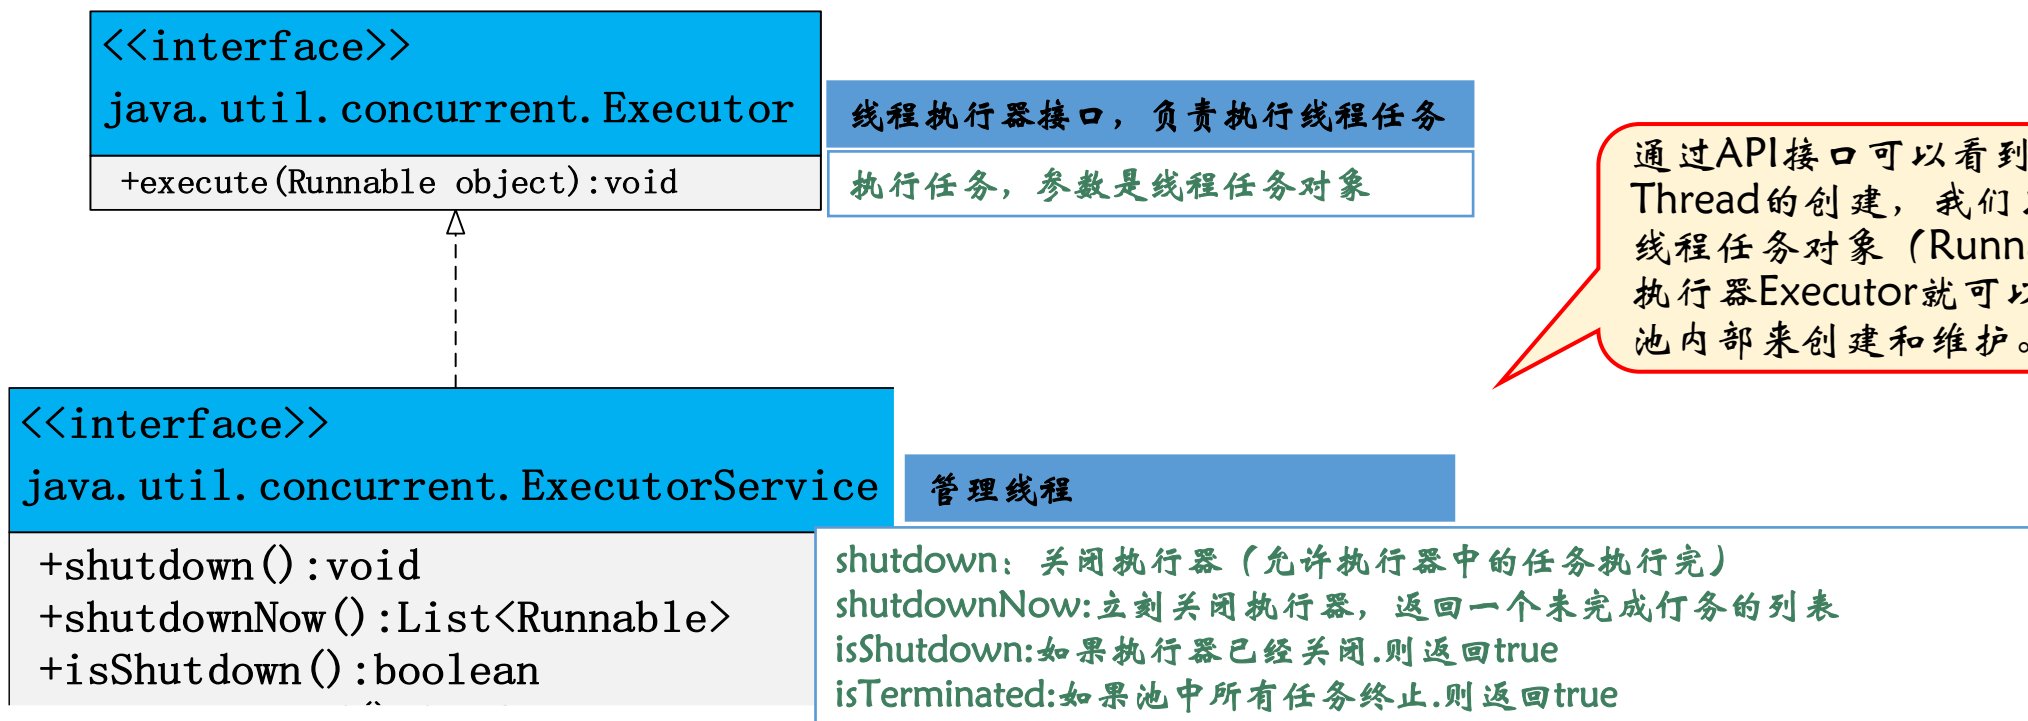 <<interface>>
java.util.concurrent.Executor
+execute(Runnable object):void
线程执行器接口，负责执行线程任务
执行任务，参数是线程任务对象
通过API接口可以看到
Thread的创建，我们
线程任务对象（Runn
执行器Executor就可以
池内部来创建和维护。
<<interface>>
java.util.concurrent.ExecutorService
+shutdown():void
+shutdownNow():List<Runnable>
+isShutdown():boolean
管理线程
shutdown：关闭执行器（允许执行器中的任务执行完）
shutdownNow:立刻关闭执行器，返回一个未完成任务的列表
isShutdown:如果执行器已经关闭.则返回true
isTerminated:如果池中所有任务终止.则返回true